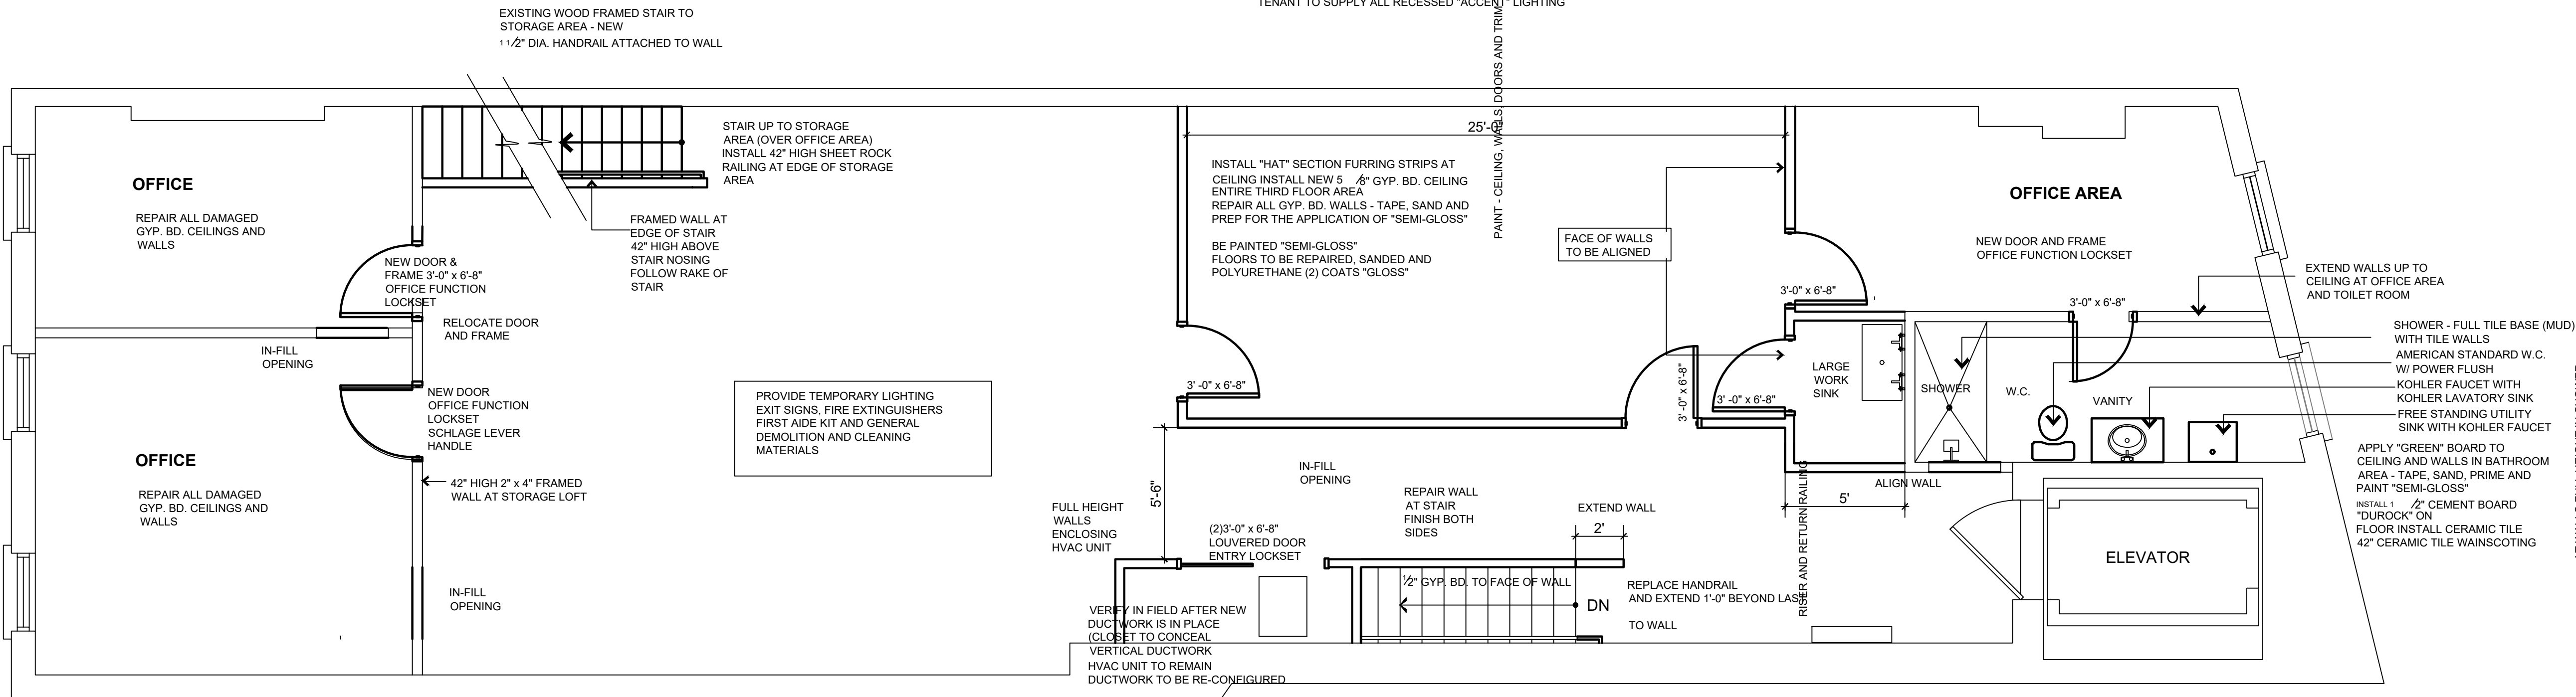 EXISTING WOOD FRAMED STAIR TO
STORAGE AREA - NEW
1 1/2" DIA. HANDRAIL ATTACHED TO WALL
TENANT TO SUPPLY ALL RECESSED "ACCENT" LIGHTING
PAINT - CEILING, WALLS, DOORS AND TRIM
OFFICE
REPAIR ALL DAMAGED
GYP. BD. CEILINGS AND
WALLS
STAIR UP TO STORAGE
AREA (OVER OFFICE AREA)
INSTALL 42" HIGH SHEET ROCK
RAILING AT EDGE OF STORAGE
AREA
FRAMED WALL AT
EDGE OF STAIR
42" HIGH ABOVE
STAIR NOSING
FOLLOW RAKE OF
STAIR
NEW DOOR &
FRAME 3'-0" x 6'-8"
OFFICE FUNCTION
LOCKSET
RELOCATE DOOR
AND FRAME
IN-FILL
OPENING
NEW DOOR
OFFICE FUNCTION
LOCKSET
SCHLAGE LEVER
HANDLE
OFFICE
REPAIR ALL DAMAGED
GYP. BD. CEILINGS AND
WALLS
42" HIGH 2" x 4" FRAMED
WALL AT STORAGE LOFT
IN-FILL
OPENING
PROVIDE TEMPORARY LIGHTING
EXIT SIGNS, FIRE EXTINGUISHERS
FIRST AIDE KIT AND GENERAL
DEMOLITION AND CLEANING
MATERIALS
25'-0"
INSTALL "HAT" SECTION FURRING STRIPS AT
CEILING INSTALL NEW 5/8" GYP. BD. CEILING
ENTIRE THIRD FLOOR AREA
REPAIR ALL GYP. BD. WALLS - TAPE, SAND AND
PREP FOR THE APPLICATION OF "SEMI-GLOSS"
BE PAINTED "SEMI-GLOSS"
FLOORS TO BE REPAIRED, SANDED AND
POLYURETHANE (2) COATS "GLOSS"
FACE OF WALLS
TO BE ALIGNED
3' -0" x 6'-8"
3' -0" x 6'-8"
3' -0" x 6'-8"
3'-0" x 6'-8"
5'-6"
FULL HEIGHT
WALLS
ENCLOSING
HVAC UNIT
IN-FILL
OPENING
(2)3'-0" x 6'-8"
LOUVERED DOOR
ENTRY LOCKSET
REPAIR WALL
AT STAIR
FINISH BOTH
SIDES
EXTEND WALL
2'
1/2" GYP. BD. TO FACE OF WALL
DN
REPLACE HANDRAIL
AND EXTEND 1'-0" BEYOND LAST
TO WALL
RISER AND RETURN RAILING
VERIFY IN FIELD AFTER NEW
DUCTWORK IS IN PLACE
(CLOSET TO CONCEAL
VERTICAL DUCTWORK
HVAC UNIT TO REMAIN
DUCTWORK TO BE RE-CONFIGURED
OFFICE AREA
NEW DOOR AND FRAME
OFFICE FUNCTION LOCKSET
3'-0" x 6'-8"
LARGE
WORK
SINK
SHOWER
W.C.
VANITY
5'
ALIGN WALL
ELEVATOR
EXTEND WALLS UP TO
CEILING AT OFFICE AREA
AND TOILET ROOM
SHOWER - FULL TILE BASE (MUD)
WITH TILE WALLS
AMERICAN STANDARD W.C.
W/ POWER FLUSH
KOHLER FAUCET WITH
KOHLER LAVATORY SINK
FREE STANDING UTILITY
SINK WITH KOHLER FAUCET
APPLY "GREEN" BOARD TO
CEILING AND WALLS IN BATHROOM
AREA - TAPE, SAND, PRIME AND
PAINT "SEMI-GLOSS"
INSTALL 1/2" CEMENT BOARD
"DUROCK" ON
FLOOR INSTALL CERAMIC TILE
42" CERAMIC TILE WAINSCOTING